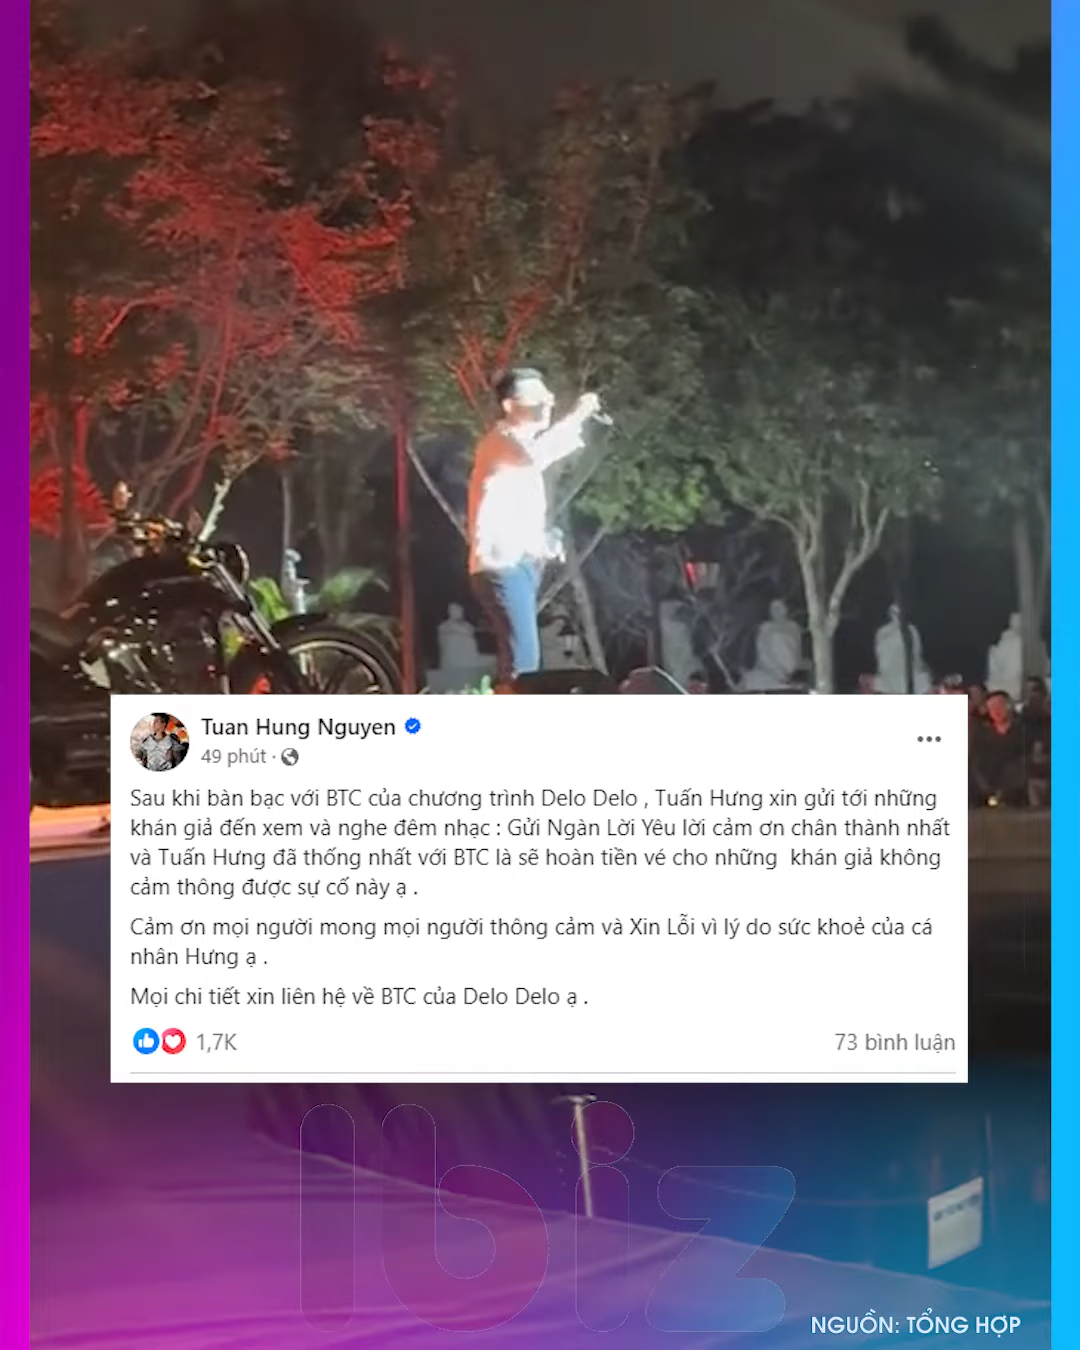 Tuan Hung Nguyen
49 phút ·
Sau khi bàn bạc với BTC của chương trình Delo Delo , Tuấn Hưng xin gửi tới những
khán giả đến xem và nghe đêm nhạc : Gửi Ngàn Lời Yêu lời cảm ơn chân thành nhất
và Tuấn Hưng đã thống nhất với BTC là sẽ hoàn tiền vé cho những khán giả không
cảm thông được sự cố này ạ .
Cảm ơn mọi người mong mọi người thông cảm và Xin Lỗi vì lý do sức khoẻ của cá
nhân Hưng ạ .
Mọi chi tiết xin liên hệ về BTC của Delo Delo ạ .
1,7K
73 bình luận
lbiz
NGUỒN: TỔNG HỢP